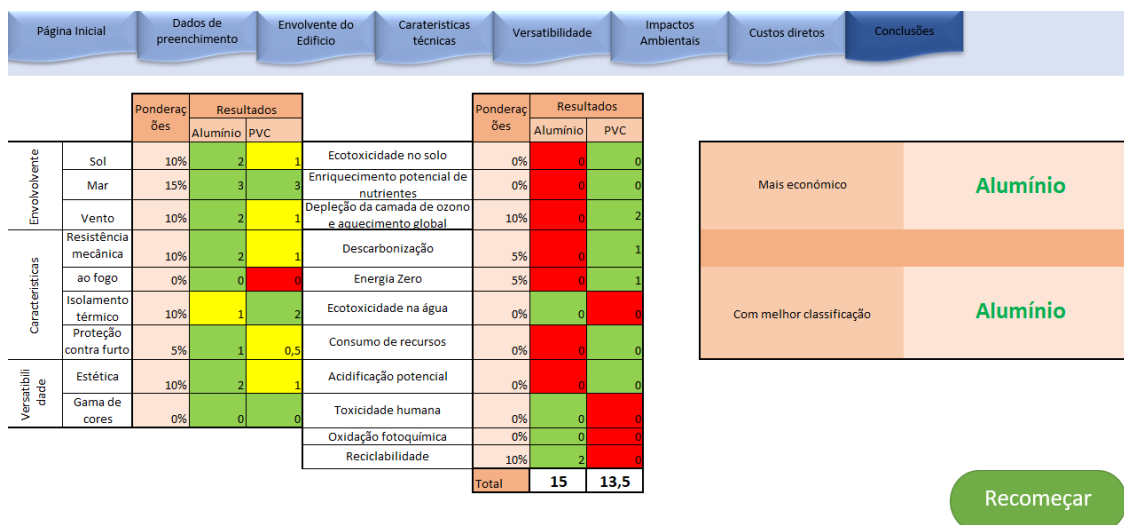 Página Inicial
Dados de
preenchimento
Envolvente do
Edificio
Carateristicas
técnicas
Versatibilidade
Impactos
Ambientais
Custos diretos
Conclusões
Ponderaç
ões
Resultados
Alumínio PVC
Envolvolvente
Sol 10% 2 1
Mar 15% 3 3
Vento 10% 2 1
Caracteristicas
Resistência
mecânica 10% 2 1
ao fogo 0% 0 0
Isolamento
térmico 10% 1 2
Proteção
contra furto 5% 1 0,5
Versatibili
dade
Estética 10% 2 1
Gama de
cores 0% 0 0
Ponderaç
ões
Resultados
Alumínio PVC
Ecotoxicidade no solo 0% 0 0
Enriquecimento potencial de
nutrientes 0% 0 0
Depleção da camada de ozono
e aquecimento global 10% 0 2
Descarbonização 5% 0 1
Energia Zero 5% 0 1
Ecotoxicidade na água 0% 0 0
Consumo de recursos 0% 0 0
Acidificação potencial 0% 0 0
Toxicidade humana 0% 0 0
Oxidação fotoquímica 0% 0 0
Reciclabilidade 10% 2 0
Total 15 13,5
Mais económico Alumínio
Com melhor classificação Alumínio
Recomeçar